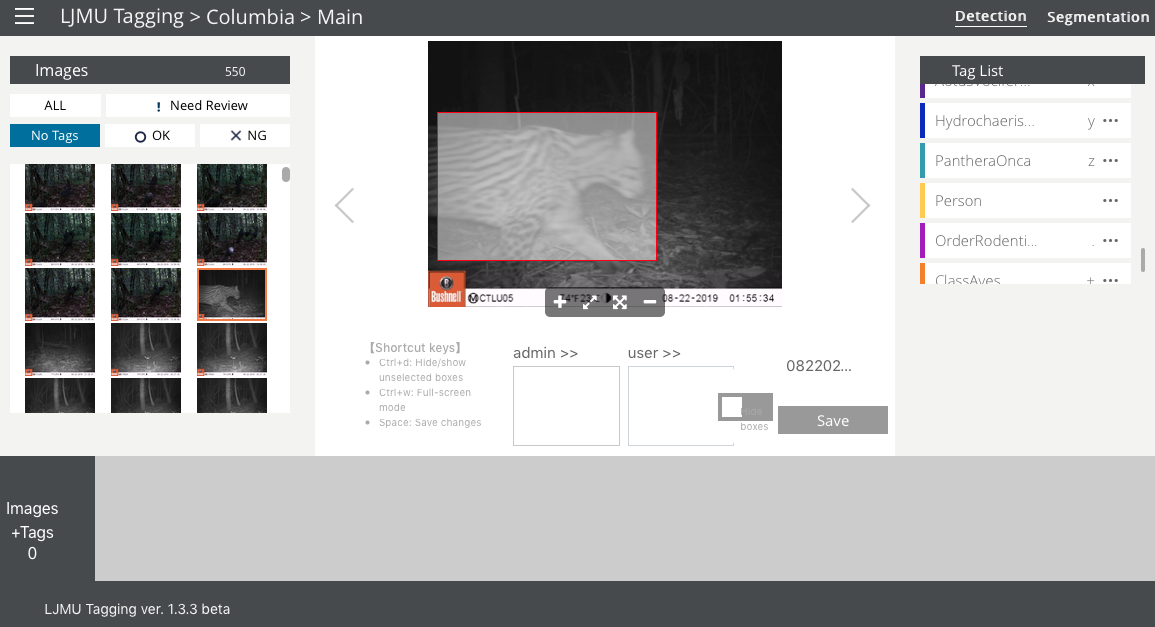 LJMU Tagging > Columbia > Main
Detection Segmentation
Images 550
ALL
! Need Review
No Tags
OK
NG
Tag List
x
Hydrochaeris... y
PantheraOnca z
Person
OrderRodenti... .
ClassAves +
Bushnell
M CTLU05
08-22-2019 01:55:34
【Shortcut keys】
Ctrl+d: Hide/show
unselected boxes
Ctrl+w: Full-screen
mode
Space: Save changes
admin >>
user >>
082202...
Hide
boxes
Save
Images
+Tags
0
LJMU Tagging ver. 1.3.3 beta